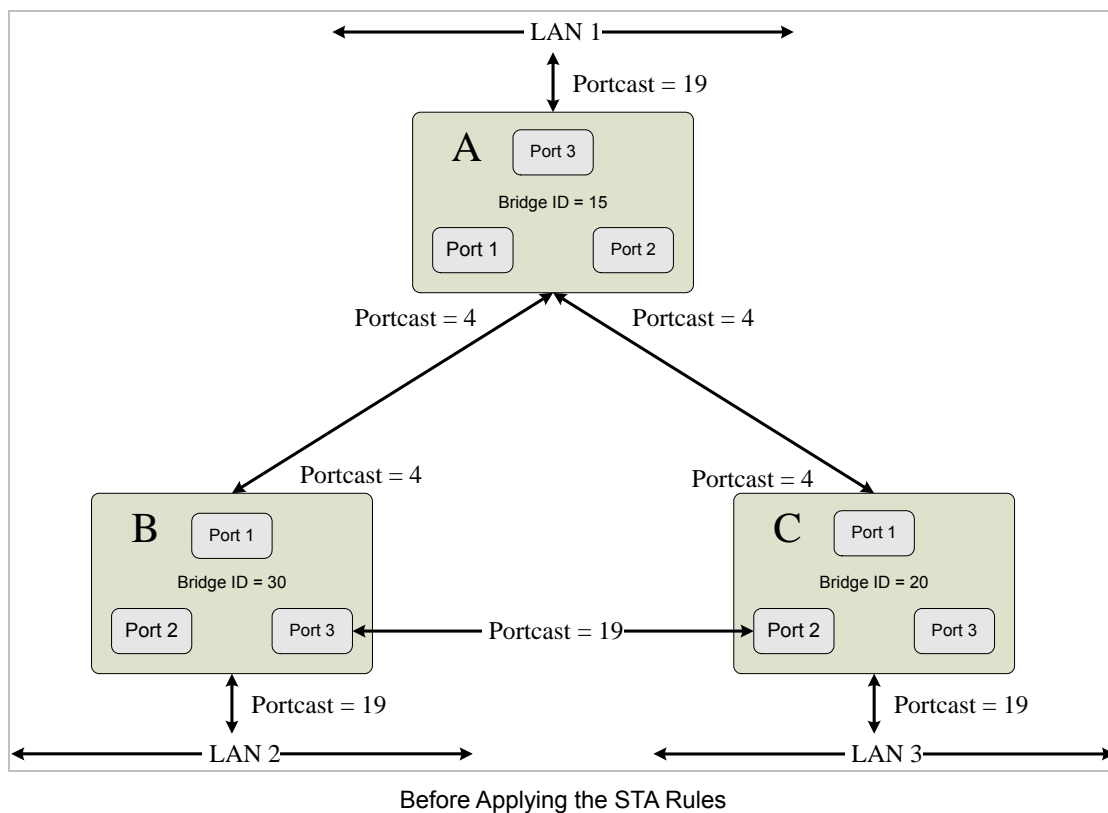 LAN 1
Portcast = 19
A
Port 3
Bridge ID = 15
Port 1
Port 2
Portcast = 4
Portcast = 4
Portcast = 4
Portcast = 4
B
Port 1
Bridge ID = 30
Port 2
Port 3
C
Port 1
Bridge ID = 20
Port 2
Port 3
Portcast = 19
Portcast = 19
Portcast = 19
LAN 2
LAN 3
Before Applying the STA Rules